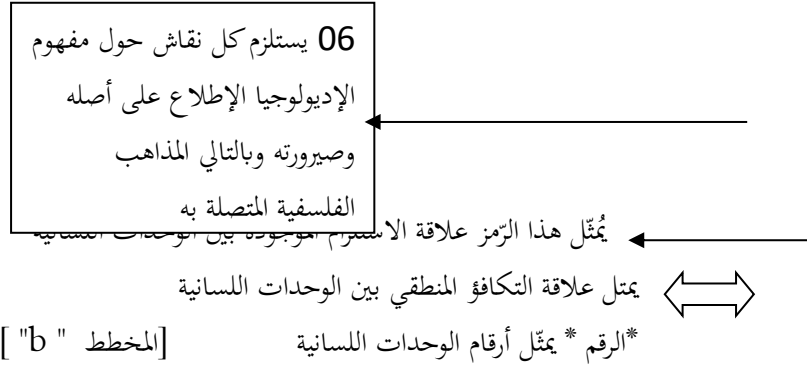 06 يستلزم كل نقاش حول مفهوم
الإديولوجيا الإطلاع على أصله
وصيرورته وبالتالي المذاهب
الفلسفية المتصلة به
يُمثّل هذا الرّمز علاقة الاستلزام الموجودة بين الوحدات اللسانية
يمتل علاقة التكافؤ المنطقي بين الوحدات اللسانية
*الرقم * يمثّل أرقام الوحدات اللسانية [المخطط " b" ]